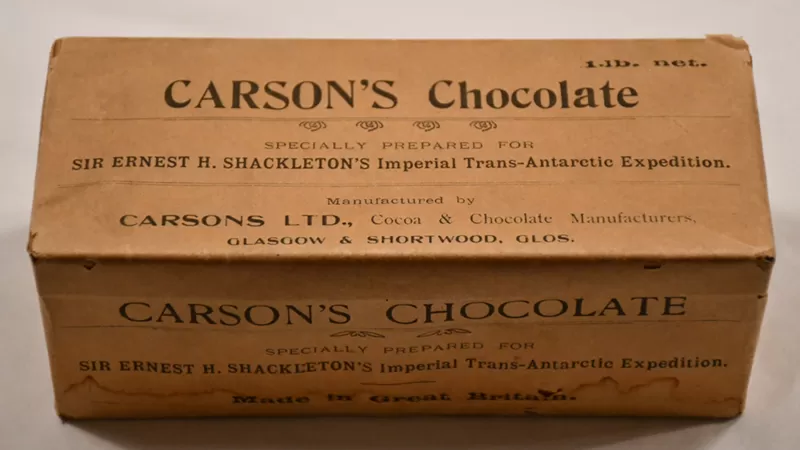 1-lb. net.
CARSON'S Chocolate
SPECIALLY PREPARED FOR
SIR ERNEST H. SHACKLETON'S Imperial Trans-Antarctic Expedition.
Manufactured by
CARSONS LTD., Cocoa & Chocolate Manufacturers,
GLASGOW & SHORTWOOD, GLOS.
CARSON'S CHOCOLATE
SPECIALLY PREPARED FOR
SIR ERNEST H. SHACKLETON'S Imperial Trans-Antarctic Expedition.
Made in Great Britain.